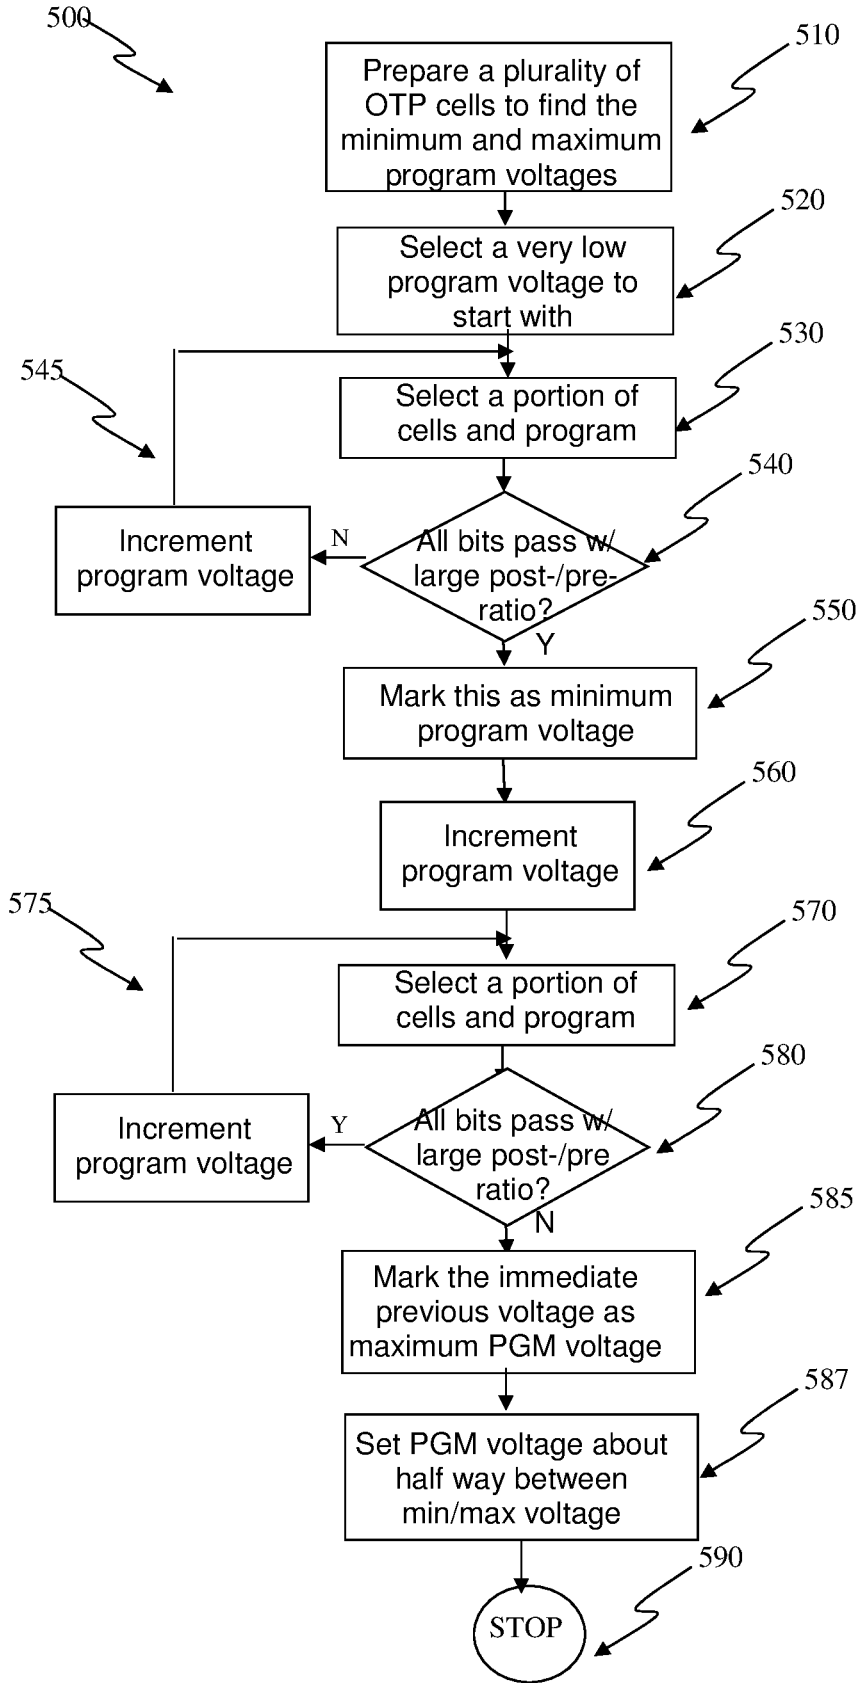 500
510
Prepare a plurality of
OTP cells to find the
minimum and maximum
program voltages
520
Select a very low
program voltage to
start with
530
545
Select a portion of
cells and program
540
Increment
program voltage
N
All bits pass w/
large post-/pre-
ratio?
Y
550
Mark this as minimum
program voltage
560
Increment
program voltage
575
570
Select a portion of
cells and program
580
Increment
program voltage
Y
All bits pass w/
large post-/pre
ratio?
N
585
Mark the immediate
previous voltage as
maximum PGM voltage
587
Set PGM voltage about
half way between
min/max voltage
590
STOP